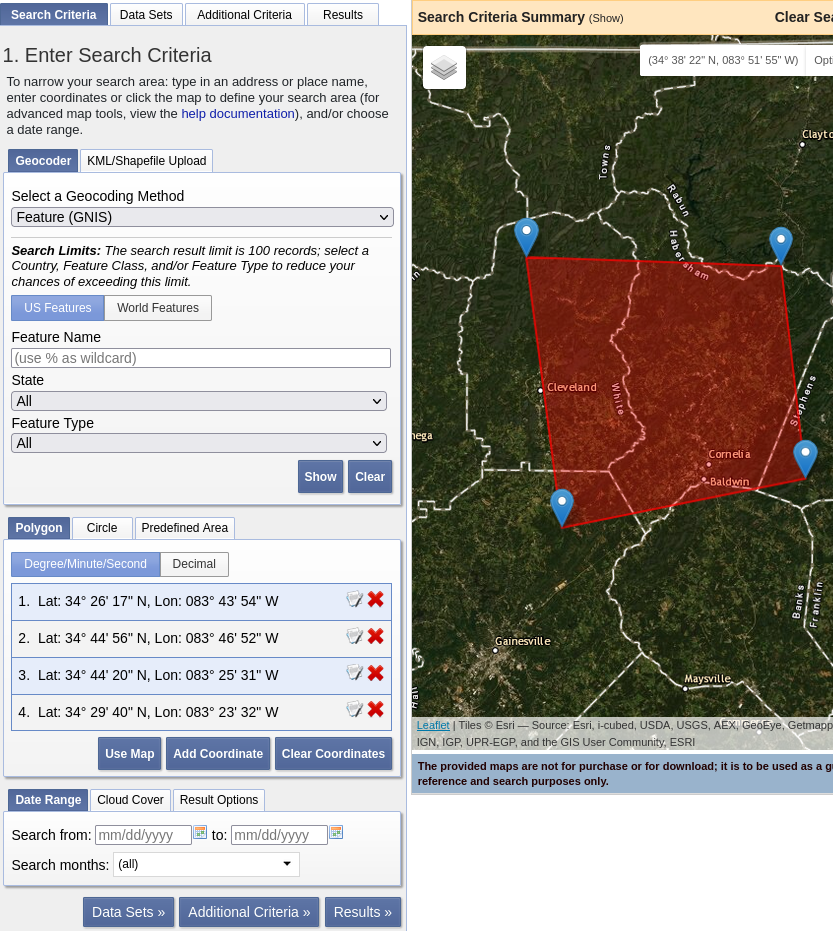 Search Criteria
Data Sets
Additional Criteria
Results
1. Enter Search Criteria
To narrow your search area: type in an address or place name,
enter coordinates or click the map to define your search area (for
advanced map tools, view the help documentation), and/or choose
a date range.
Geocoder
KML/Shapefile Upload
Select a Geocoding Method
Feature (GNIS)
Search Limits: The search result limit is 100 records; select a
Country, Feature Class, and/or Feature Type to reduce your
chances of exceeding this limit.
US Features
World Features
Feature Name
(use % as wildcard)
State
All
Feature Type
All
Show
Clear
Polygon
Circle
Predefined Area
Degree/Minute/Second
Decimal
1. Lat: 34° 26' 17" N, Lon: 083° 43' 54" W
2. Lat: 34° 44' 56" N, Lon: 083° 46' 52" W
3. Lat: 34° 44' 20" N, Lon: 083° 25' 31" W
4. Lat: 34° 29' 40" N, Lon: 083° 23' 32" W
Use Map
Add Coordinate
Clear Coordinates
Date Range
Cloud Cover
Result Options
Search from: mm/dd/yyyy to: mm/dd/yyyy
Search months: (all)
Data Sets »
Additional Criteria »
Results »
Search Criteria Summary (Show)
Clear Sea
(34° 38' 22" N, 083° 51' 55" W)
Opti
Clayto
Towns
Rabun
Habersham
Cleveland
White
Stephens
nega
Cornelia
Baldwin
Banks
Franklin
Gainesville
Hall
Maysville
Leaflet | Tiles © Esri — Source: Esri, i-cubed, USDA, USGS, AEX, GeoEye, Getmapp
IGN, IGP, UPR-EGP, and the GIS User Community, ESRI
The provided maps are not for purchase or for download; it is to be used as a gu
reference and search purposes only.